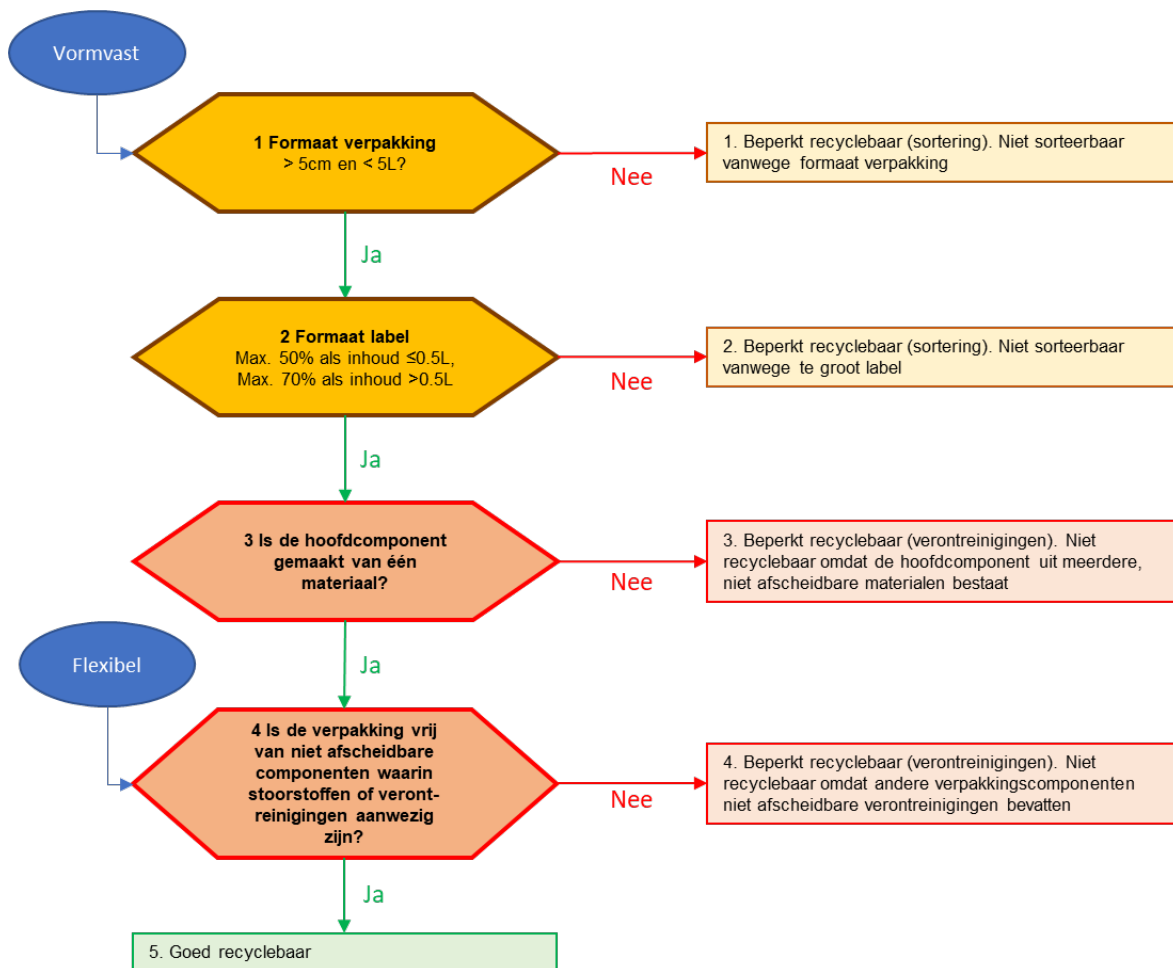 Vormvast
1 Formaat verpakking
> 5cm en < 5L?
Nee
1. Beperkt recyclebaar (sortering). Niet sorteerbaar
vanwege formaat verpakking
Ja
2 Formaat label
Max. 50% als inhoud ≤0.5L,
Max. 70% als inhoud >0.5L
Nee
2. Beperkt recyclebaar (sortering). Niet sorteerbaar
vanwege te groot label
Ja
3 Is de hoofdcomponent
gemaakt van één
materiaal?
Nee
3. Beperkt recyclebaar (verontreinigingen). Niet
recyclebaar omdat de hoofdcomponent uit meerdere,
niet afscheidbare materialen bestaat
Ja
Flexibel
4 Is de verpakking vrij
van niet afscheidbare
componenten waarin
stoorstoffen of veront-
reinigingen aanwezig
zijn?
Nee
4. Beperkt recyclebaar (verontreinigingen). Niet
recyclebaar omdat andere verpakkingscomponenten
niet afscheidbare verontreinigingen bevatten
Ja
5. Goed recyclebaar